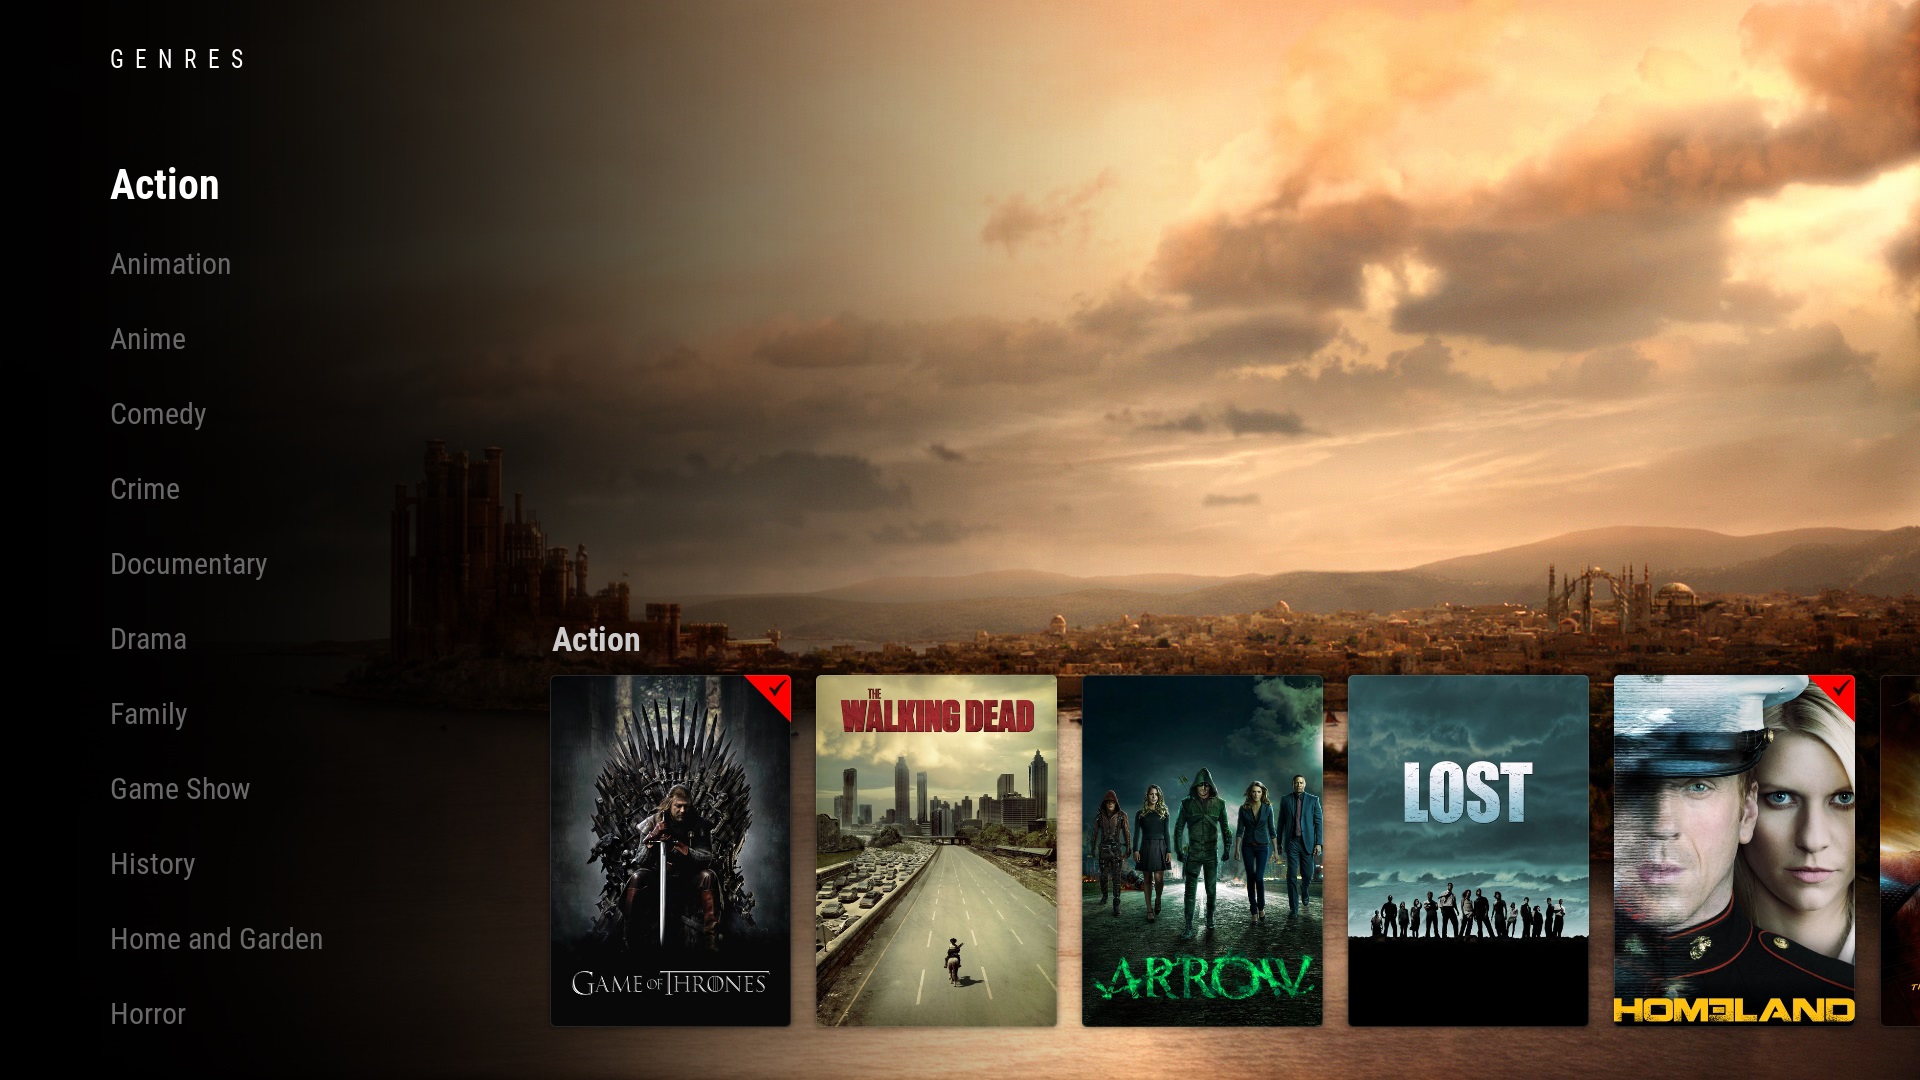 GENRES
Action
Animation
Anime
Comedy
Crime
Documentary
Drama
Family
Game Show
History
Home and Garden
Horror
Action
GAME OF THRONES
THE
WALKING DEAD
ARROW
LOST
HOMELAND